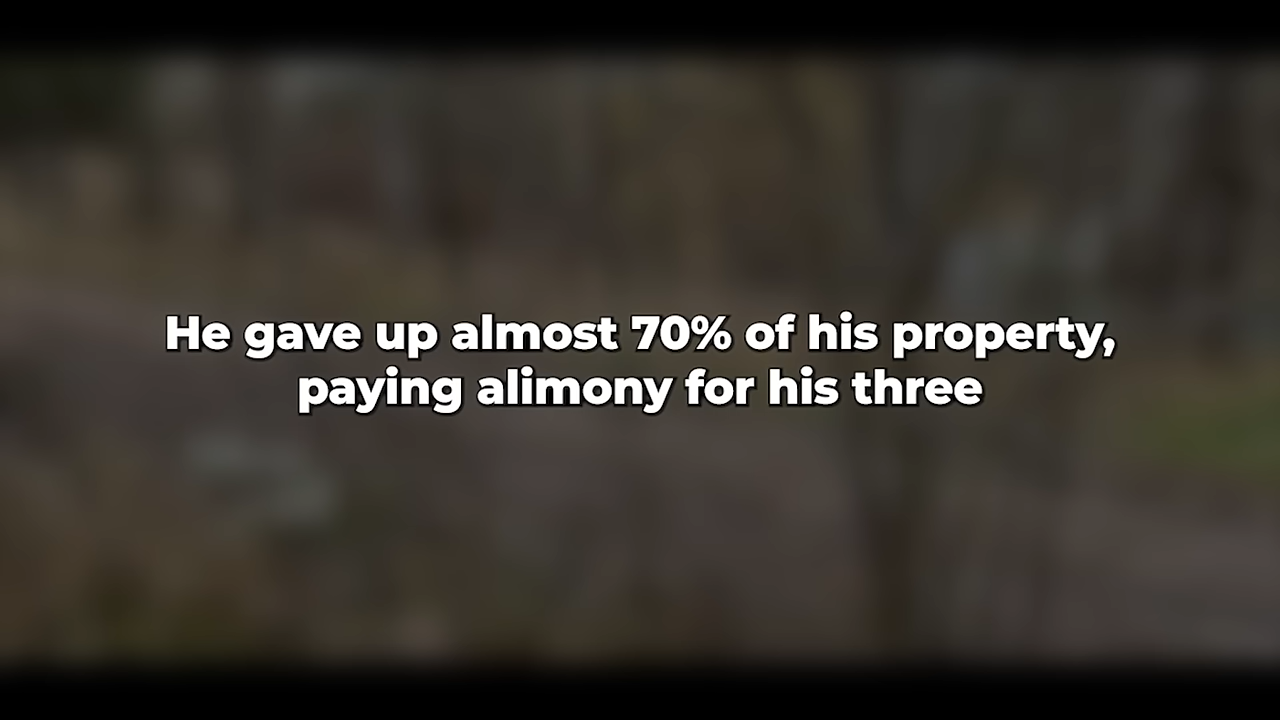 He gave up almost 70% of his property,
paying alimony for his three